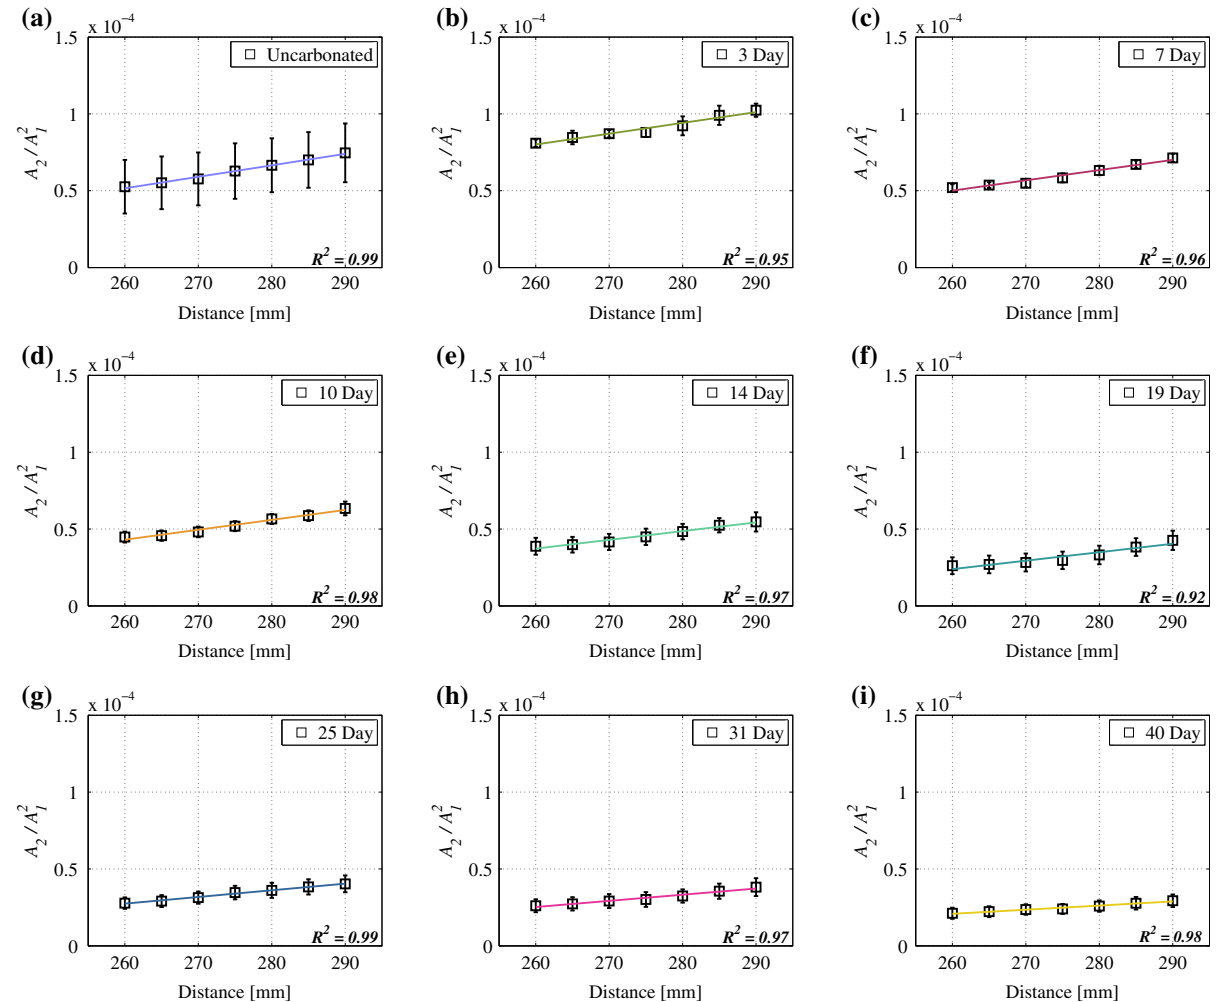 (a)
x 10⁻⁴
1.5
1
0.5
0
A₂ / A₁²
Uncarbonated
R² = 0.99
260 270 280 290
Distance [mm]
(b)
x 10⁻⁴
1.5
1
0.5
0
A₂ / A₁²
3 Day
R² = 0.95
260 270 280 290
Distance [mm]
(c)
x 10⁻⁴
1.5
1
0.5
0
A₂ / A₁²
7 Day
R² = 0.96
260 270 280 290
Distance [mm]
(d)
x 10⁻⁴
1.5
1
0.5
0
A₂ / A₁²
10 Day
R² = 0.98
260 270 280 290
Distance [mm]
(e)
x 10⁻⁴
1.5
1
0.5
0
A₂ / A₁²
14 Day
R² = 0.97
260 270 280 290
Distance [mm]
(f)
x 10⁻⁴
1.5
1
0.5
0
A₂ / A₁²
19 Day
R² = 0.92
260 270 280 290
Distance [mm]
(g)
x 10⁻⁴
1.5
1
0.5
0
A₂ / A₁²
25 Day
R² = 0.99
260 270 280 290
Distance [mm]
(h)
x 10⁻⁴
1.5
1
0.5
0
A₂ / A₁²
31 Day
R² = 0.97
260 270 280 290
Distance [mm]
(i)
x 10⁻⁴
1.5
1
0.5
0
A₂ / A₁²
40 Day
R² = 0.98
260 270 280 290
Distance [mm]